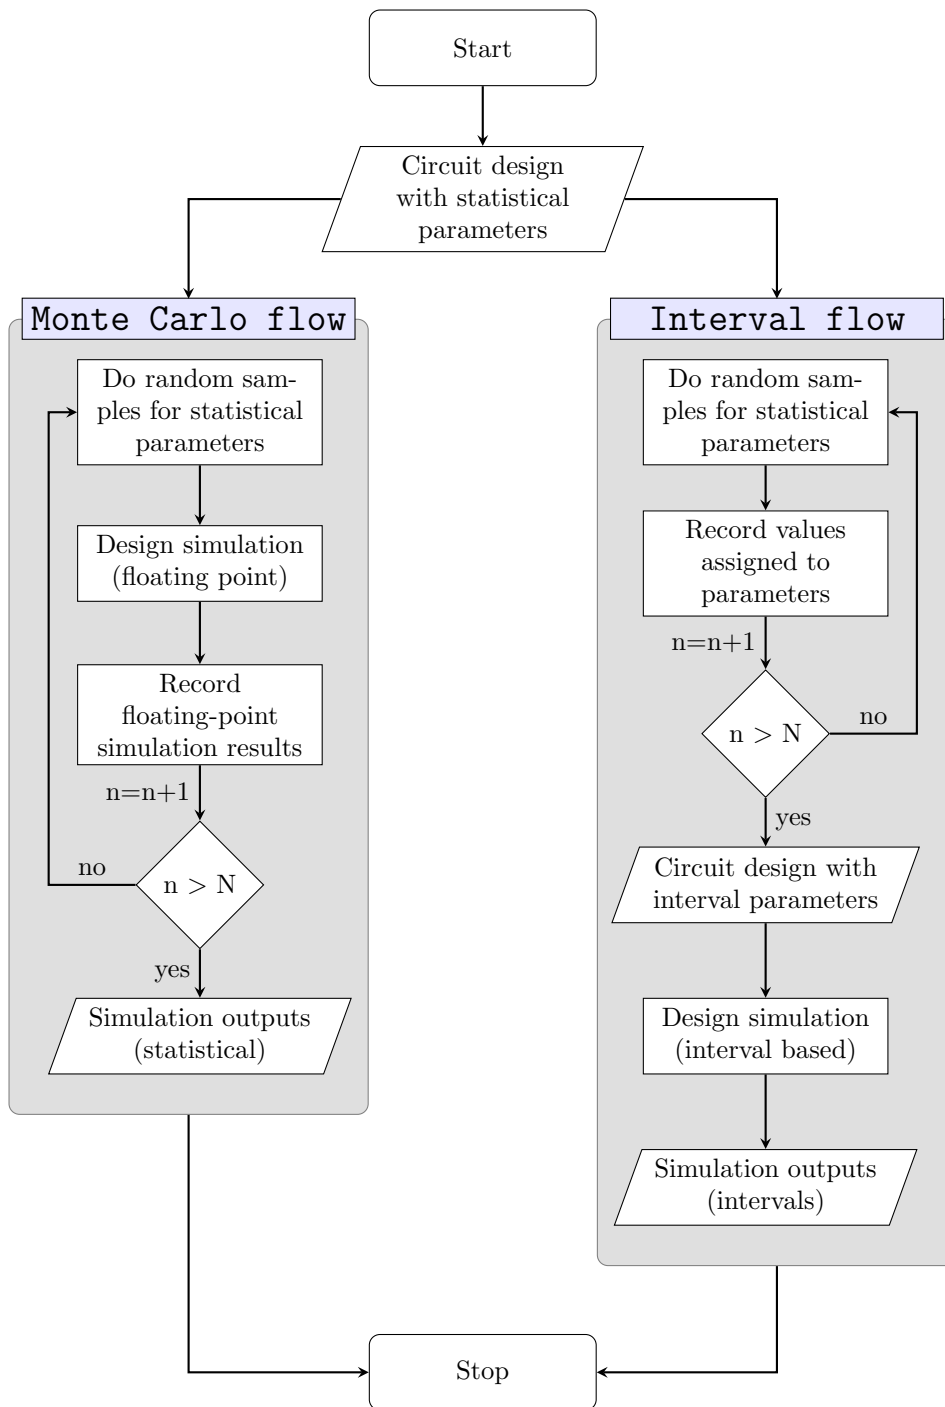 Start
Circuit design
with statistical
parameters
Monte Carlo flow
Do random sam-
ples for statistical
parameters
Design simulation
(floating point)
Record
floating-point
simulation results
n=n+1
n > N
no
yes
Simulation outputs
(statistical)
Interval flow
Do random sam-
ples for statistical
parameters
Record values
assigned to
parameters
n=n+1
n > N
no
yes
Circuit design with
interval parameters
Design simulation
(interval based)
Simulation outputs
(intervals)
Stop